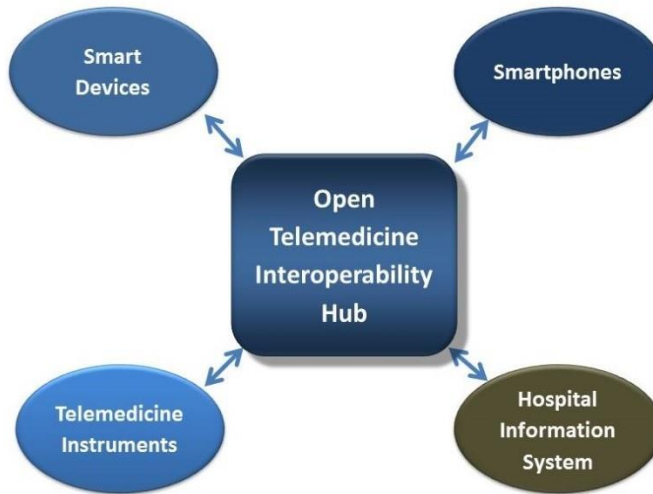 Smart
Devices
Smartphones
Open
Telemedicine
Interoperability
Hub
Telemedicine
Instruments
Hospital
Information
System